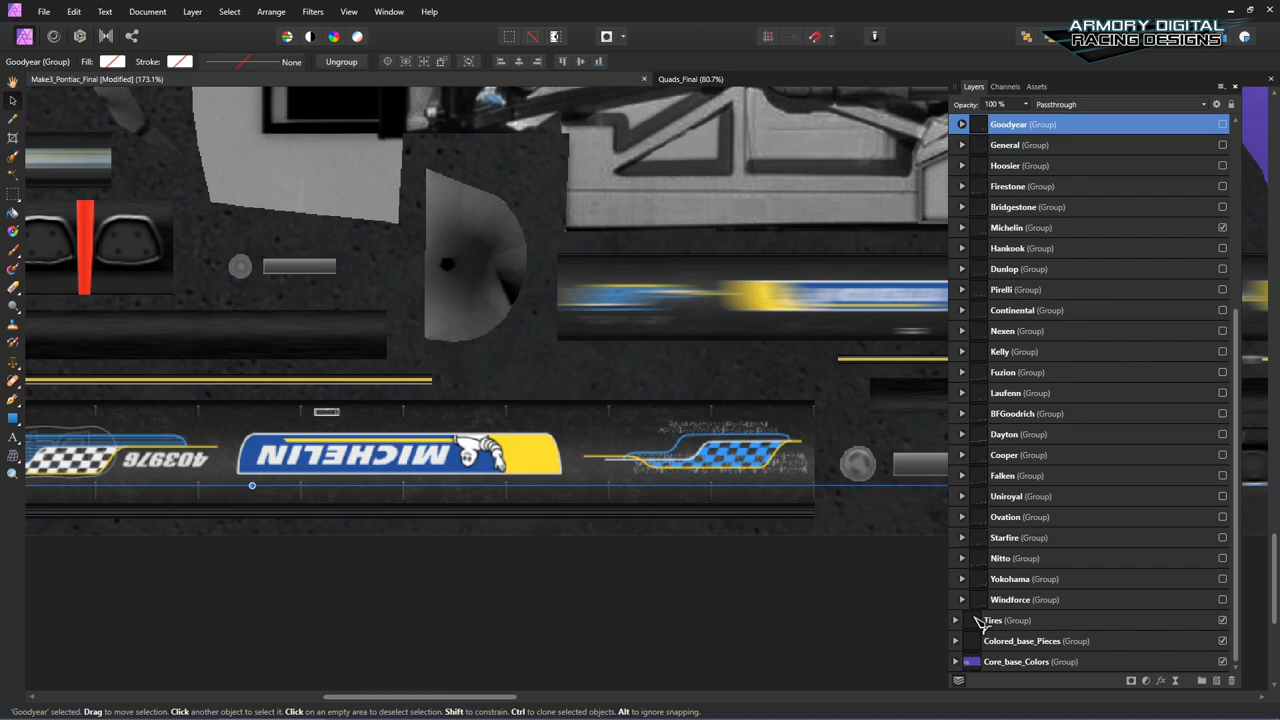 File Edit Text Document Layer Select Arrange Filters View Window Help
ARMORY DIGITAL
RACING DESIGNS
Goodyear (Group) Fill: Stroke: None Ungroup
Make3_Pontiac_Final [Modified] (173.1%)
Quads_Final (80.7%)
Layers Channels Assets
Opacity: 100 % Passthrough
Goodyear (Group)
General (Group)
Hoosier (Group)
Firestone (Group)
Bridgestone (Group)
Michelin (Group)
Hankook (Group)
Dunlop (Group)
Pirelli (Group)
Continental (Group)
Nexen (Group)
Kelly (Group)
Fuzion (Group)
Laufenn (Group)
BFGoodrich (Group)
Dayton (Group)
Cooper (Group)
Falken (Group)
Uniroyal (Group)
Ovation (Group)
Starfire (Group)
Nitto (Group)
Yokohama (Group)
Windforce (Group)
Tires (Group)
Colored_base_Pieces (Group)
Core_base_Colors (Group)
403976
MICHELIN
'Goodyear' selected. Drag to move selection. Click another object to select it. Click on an empty area to deselect selection. Shift to constrain. Ctrl to clone selected objects. Alt to ignore snapping.